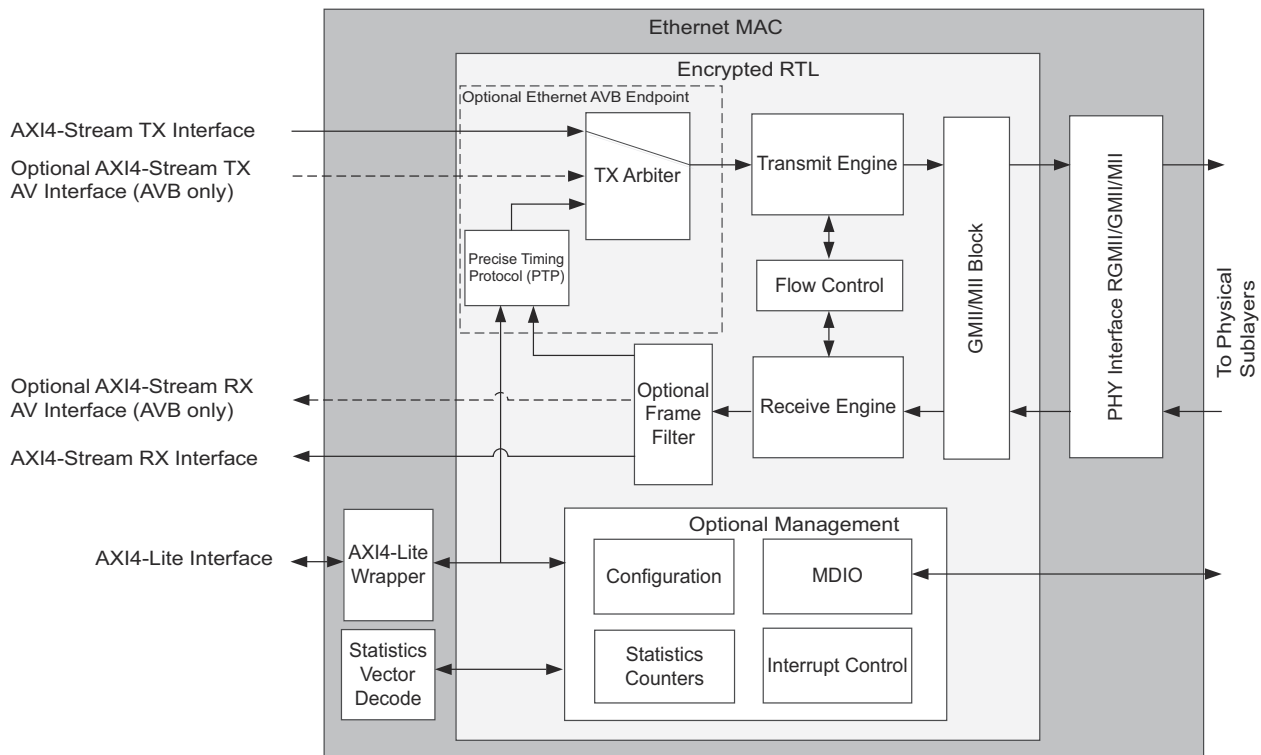 Ethernet MAC
Encrypted RTL
Optional Ethernet AVB Endpoint
AXI4-Stream TX Interface
Optional AXI4-Stream TX
AV Interface (AVB only)
TX Arbiter
Transmit Engine
Precise Timing
Protocol (PTP)
Flow Control
GMII/MII Block
PHY Interface RGMII/GMII/MII
To Physical
Sublayers
Optional AXI4-Stream RX
AV Interface (AVB only)
Optional
Frame
Filter
Receive Engine
AXI4-Stream RX Interface
Optional Management
AXI4-Lite Interface
AXI4-Lite
Wrapper
Configuration
MDIO
Statistics
Vector
Decode
Statistics
Counters
Interrupt Control